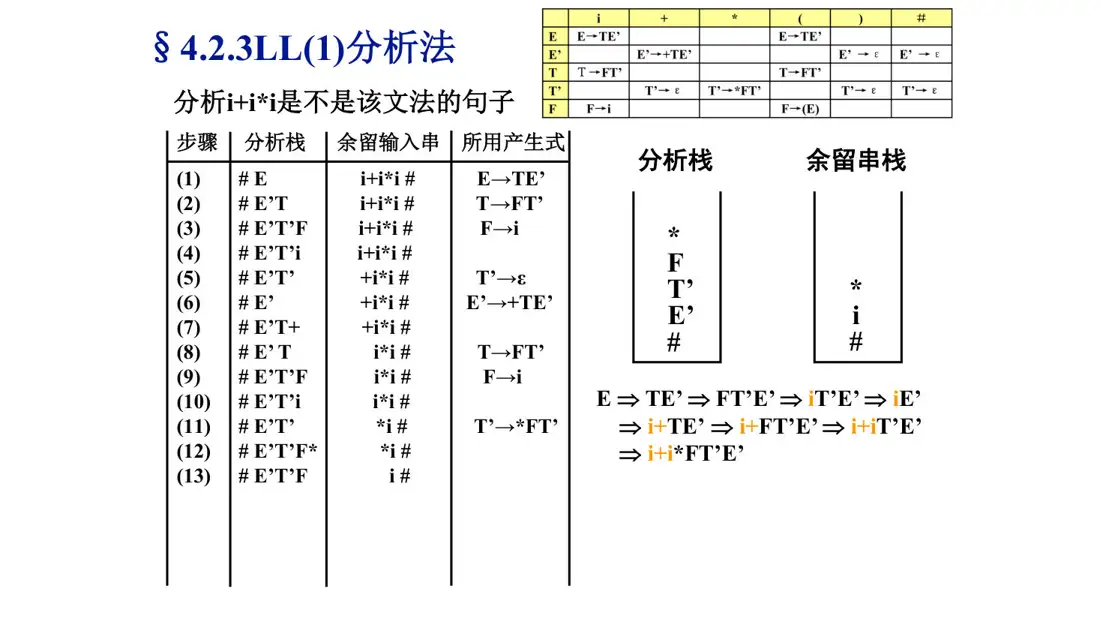 §4.2.3LL(1)分析法
i + * ( ) #
E E→TE’ E→TE’
E’ E’→+TE’ E’→ε E’→ε
T T→FT’ T→FT’
T’ T’→ε T’→*FT’ T’→ε T’→ε
F F→i F→(E)
分析i+i*i是不是该文法的句子
步骤 分析栈 余留输入串 所用产生式
(1) # E i+i*i # E→TE’
(2) # E’T i+i*i # T→FT’
(3) # E’T’F i+i*i # F→i
(4) # E’T’i i+i*i #
(5) # E’T’ +i*i # T’→ε
(6) # E’ +i*i # E’→+TE’
(7) # E’T+ +i*i #
(8) # E’ T i*i # T→FT’
(9) # E’T’F i*i # F→i
(10) # E’T’i i*i #
(11) # E’T’ *i # T’→*FT’
(12) # E’T’F* *i #
(13) # E’T’F i #
分析栈 余留串栈
*
F
T’ *
E’ i
# #
E ⇒ TE’ ⇒ FT’E’ ⇒ iT’E’ ⇒ iE’
⇒ i+TE’ ⇒ i+FT’E’ ⇒ i+iT’E’
⇒ i+i*FT’E’